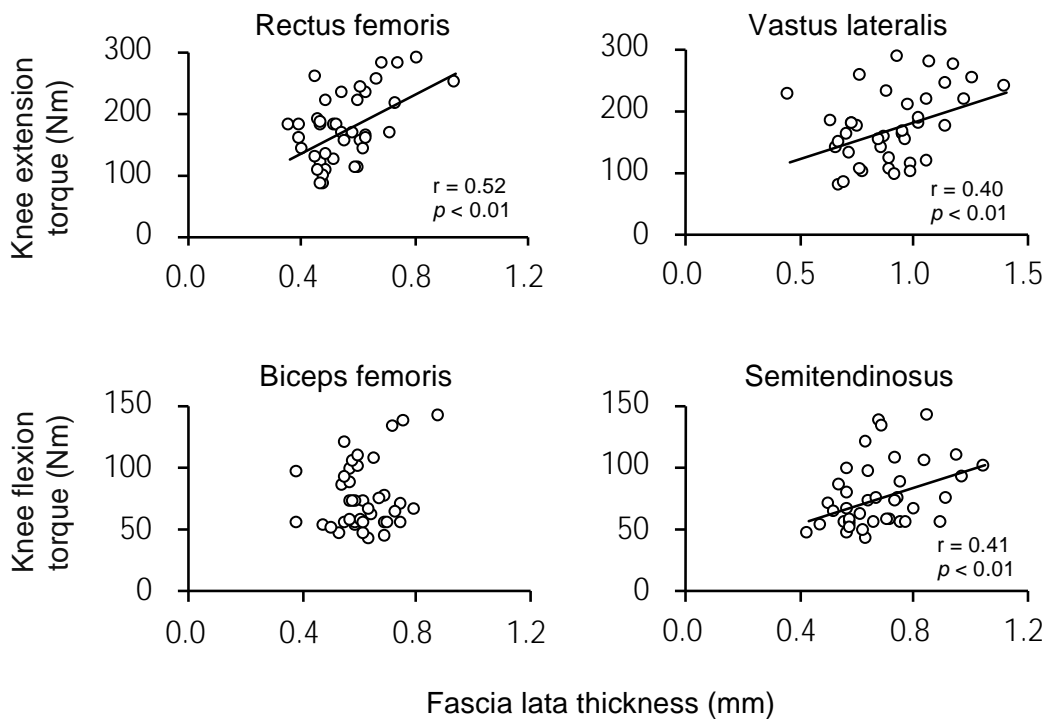 Rectus femoris
Vastus lateralis
Knee extension
torque (Nm)
300
200
100
0
r = 0.52
p < 0.01
0.0 0.4 0.8 1.2
300
200
100
0
r = 0.40
p < 0.01
0.0 0.5 1.0 1.5
Biceps femoris
Semitendinosus
Knee flexion
torque (Nm)
150
100
50
0
0.0 0.4 0.8 1.2
150
100
50
0
r = 0.41
p < 0.01
0.0 0.4 0.8 1.2
Fascia lata thickness (mm)